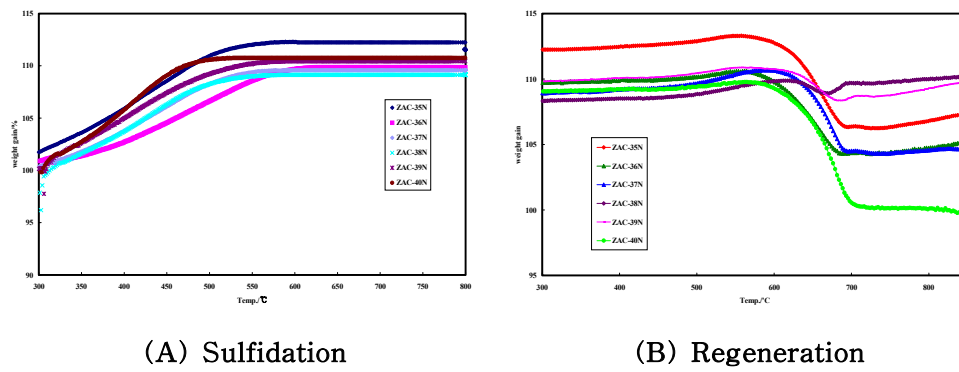 115
110
105
100
95
90
weight gain/%
300
350
400
450
500
550
600
650
700
750
800
Temp./℃
ZAC-35N
ZAC-36N
ZAC-37N
ZAC-38N
ZAC-39N
ZAC-40N
(A) Sulfidation
115
110
105
100
95
weight gain
300
400
500
600
700
800
Temp./°C
ZAC-35N
ZAC-36N
ZAC-37N
ZAC-38N
ZAC-39N
ZAC-40N
(B) Regeneration